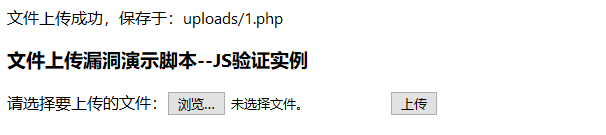 文件上传成功，保存于：uploads/1.php
文件上传漏洞演示脚本--JS验证实例
请选择要上传的文件： 浏览... 未选择文件。 上传